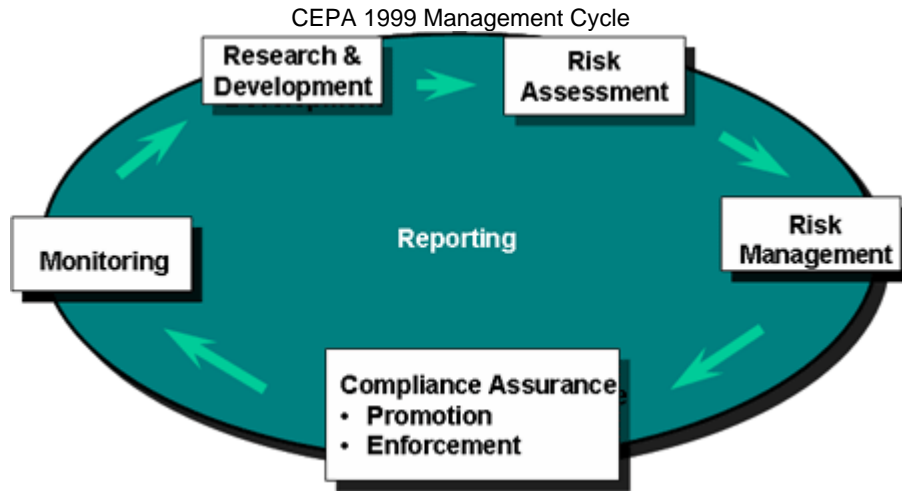 CEPA 1999 Management Cycle
Research &
Development
Risk
Assessment
Risk
Management
Reporting
Monitoring
Compliance Assurance
• Promotion
• Enforcement